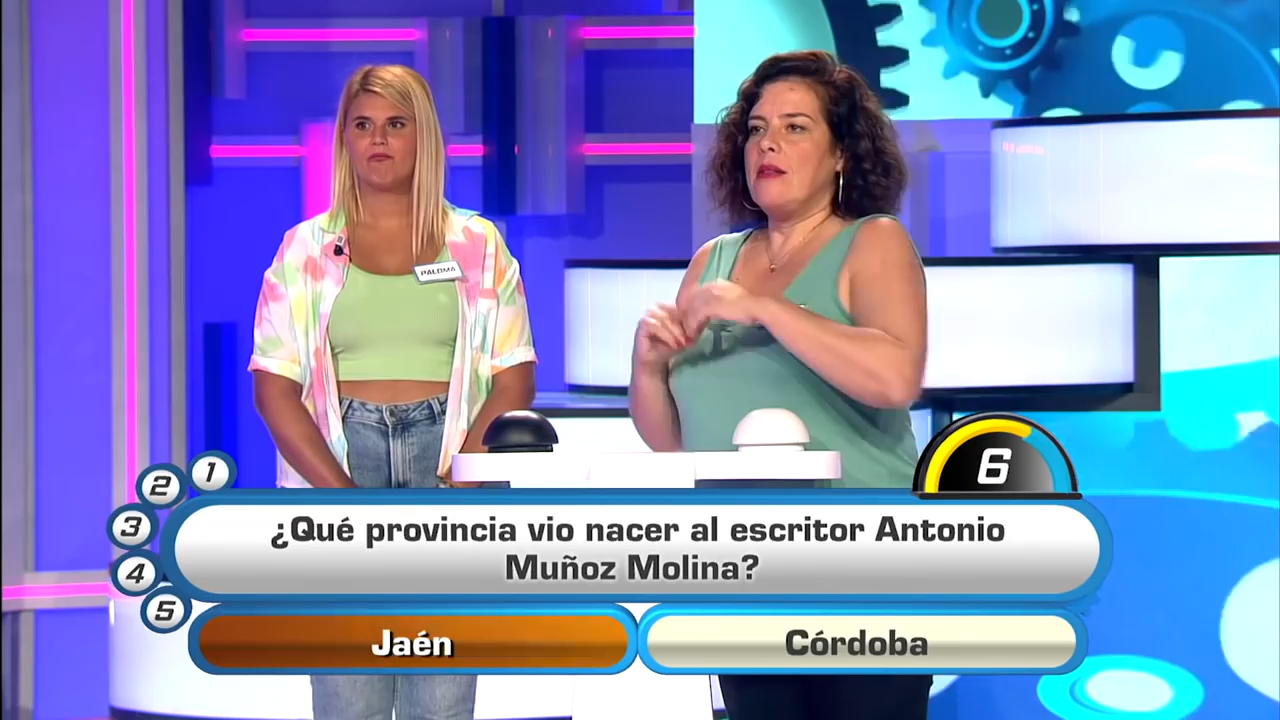 PALOMA
6
1
2
3
4
5
¿Qué provincia vio nacer al escritor Antonio
Muñoz Molina?
Jaén
Córdoba